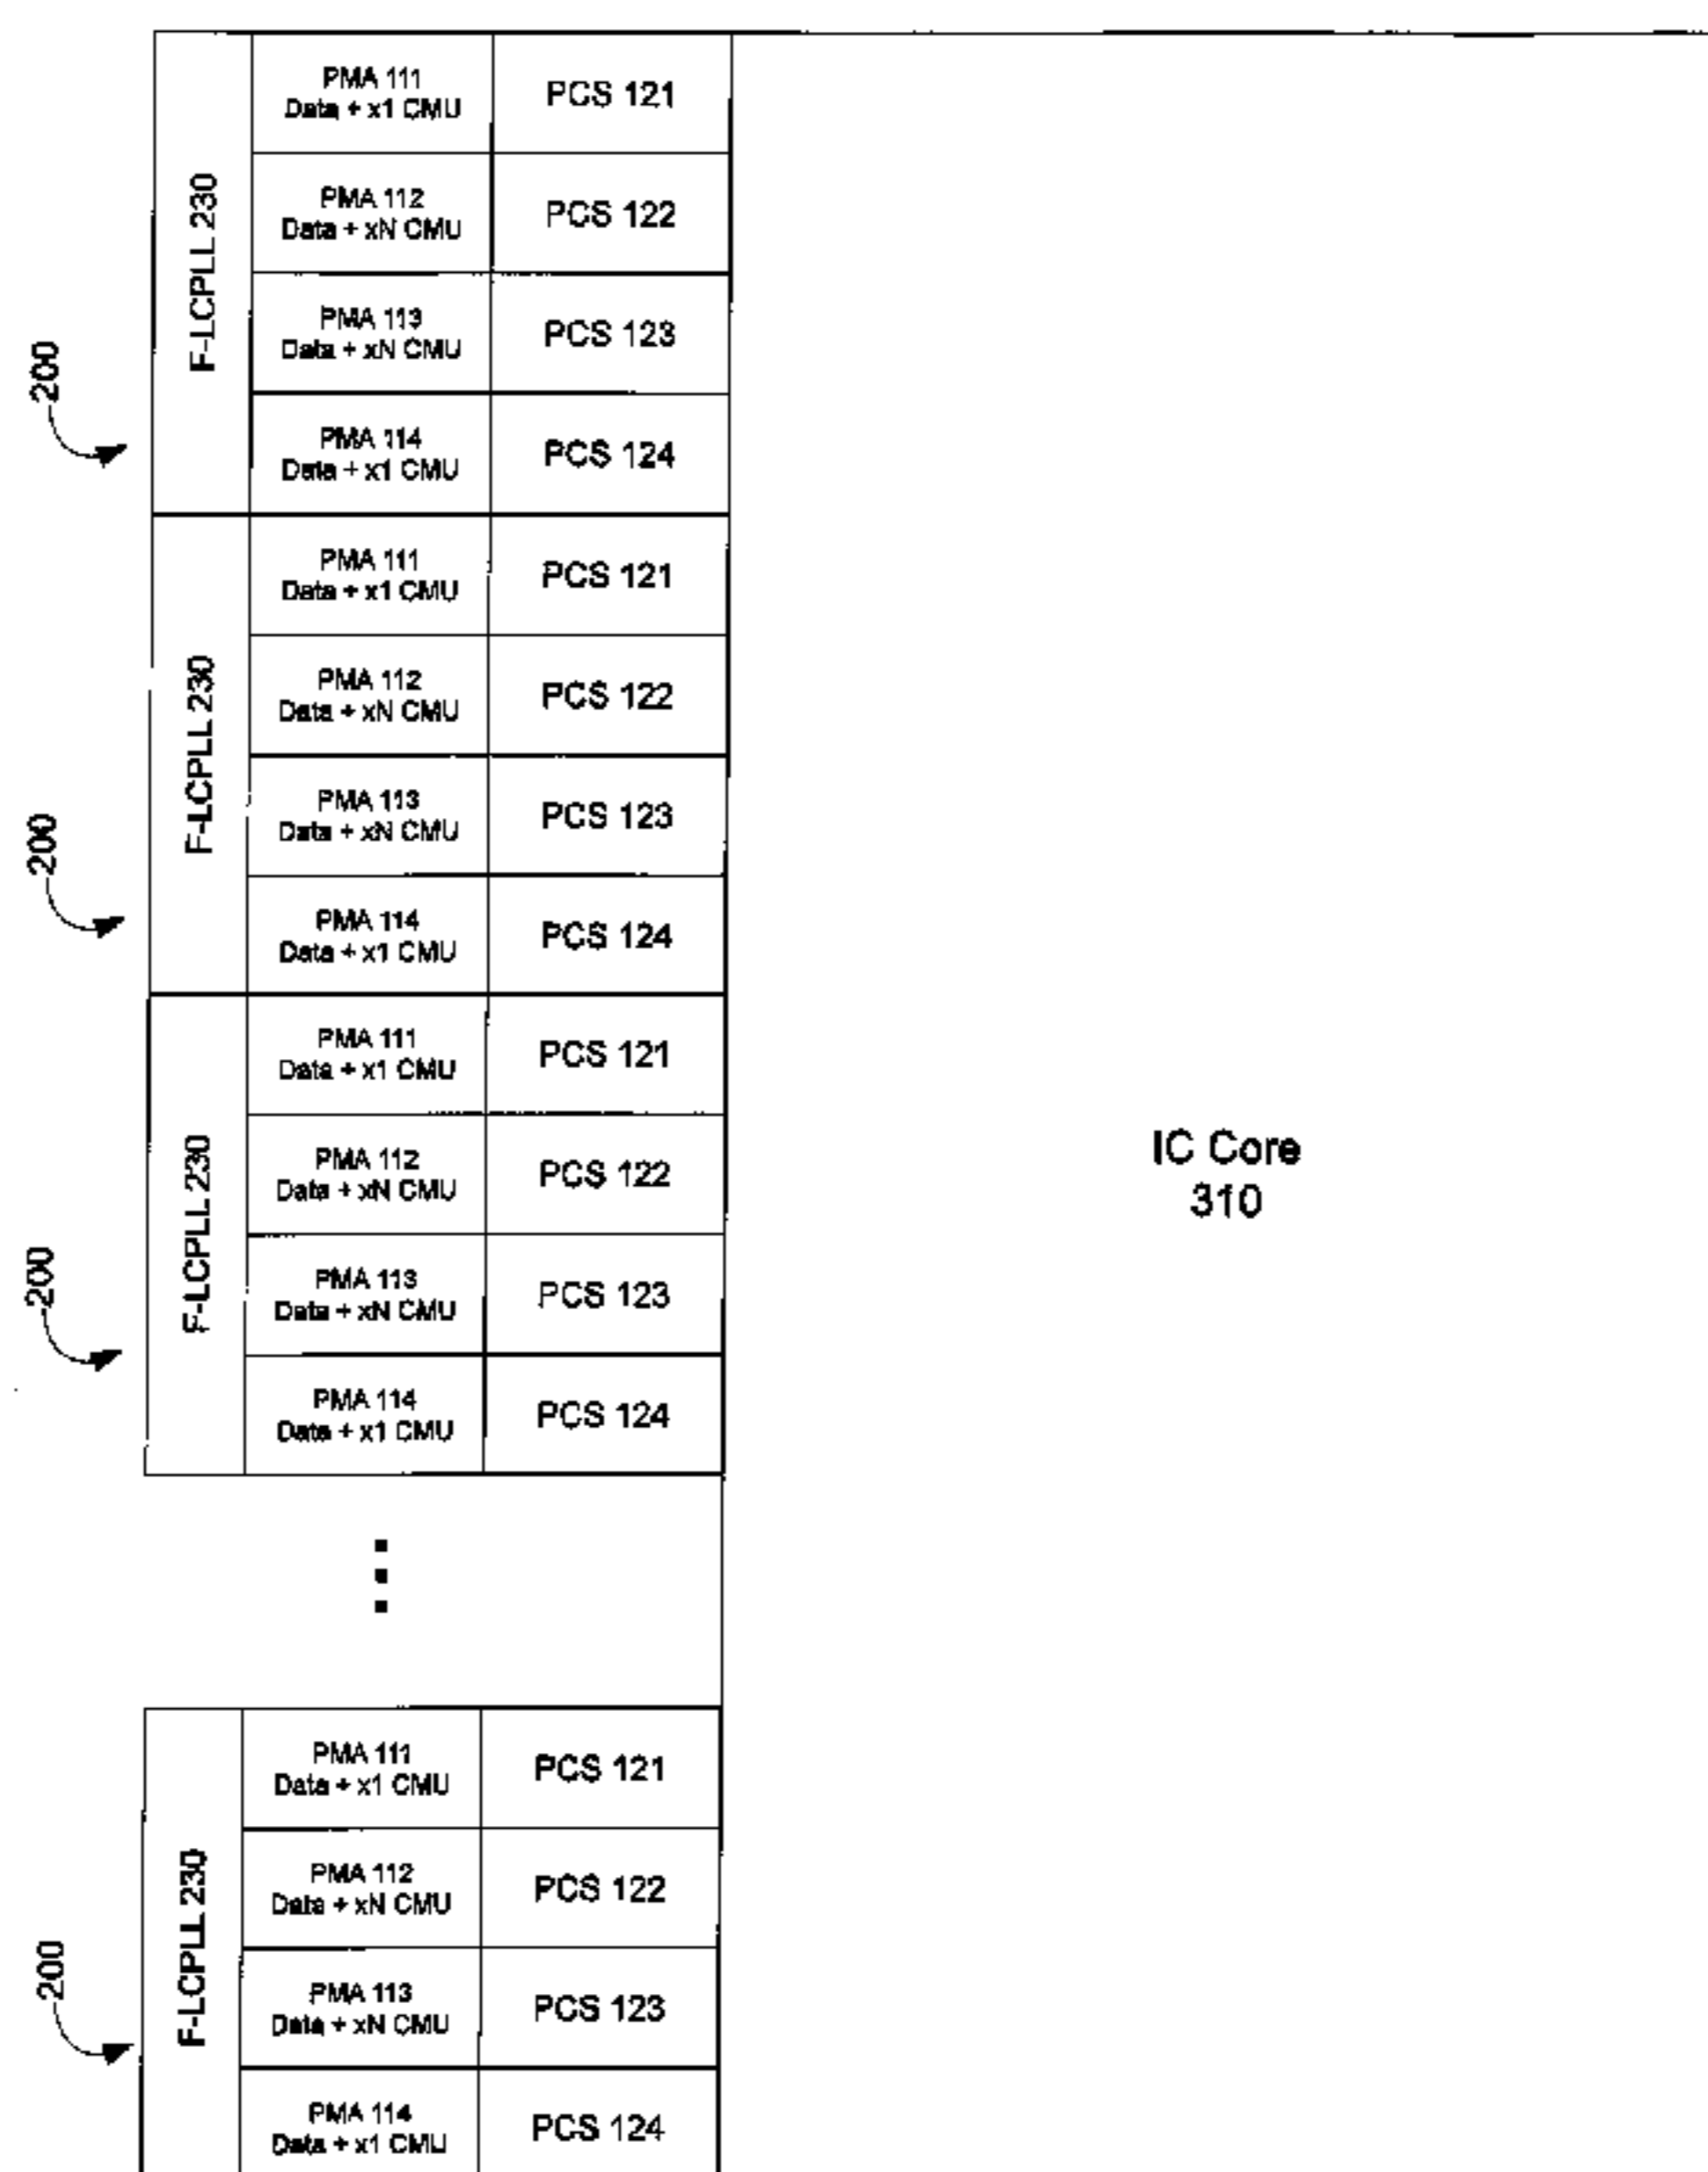 200
F-LCPLL 230
PMA 111
Data + x1 CMU
PCS 121
PMA 112
Data + xN CMU
PCS 122
PMA 113
Data + xN CMU
PCS 123
PMA 114
Data + x1 CMU
PCS 124
200
F-LCPLL 230
PMA 111
Data + x1 CMU
PCS 121
PMA 112
Data + xN CMU
PCS 122
PMA 113
Data + xN CMU
PCS 123
PMA 114
Data + x1 CMU
PCS 124
200
F-LCPLL 230
PMA 111
Data + x1 CMU
PCS 121
PMA 112
Data + xN CMU
PCS 122
PMA 113
Data + xN CMU
PCS 123
PMA 114
Data + x1 CMU
PCS 124
200
F-LCPLL 230
PMA 111
Data + x1 CMU
PCS 121
PMA 112
Data + xN CMU
PCS 122
PMA 113
Data + xN CMU
PCS 123
PMA 114
Data + x1 CMU
PCS 124
IC Core
310